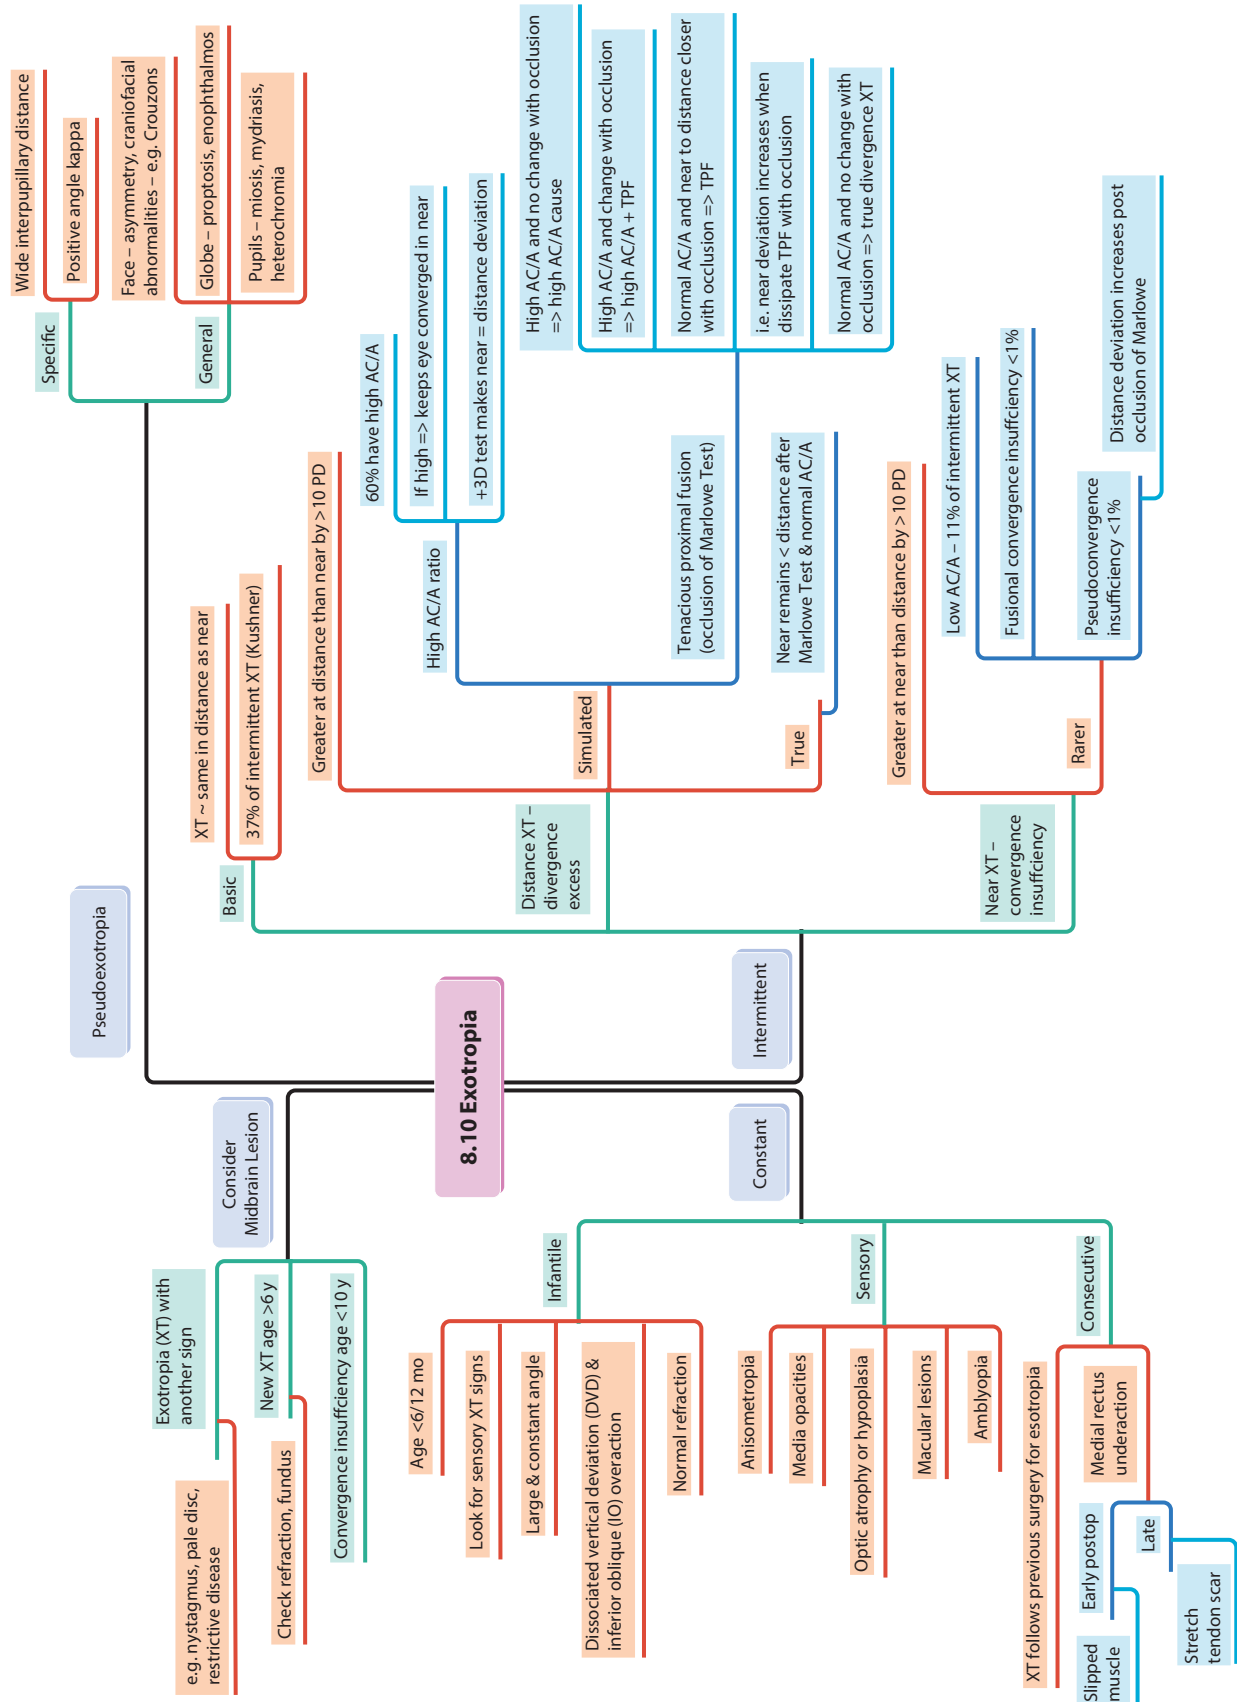 8.10 Exotropia
Consider
Midbrain Lesion
Exotropia (XT) with
another sign
e.g. nystagmus, pale disc,
restrictive disease
New XT age >6 y
Check refraction, fundus
Convergence insuffciency age <10 y
Constant
Infantile
Age <6/12 mo
Look for sensory XT signs
Large & constant angle
Dissociated vertical deviation (DVD) &
inferior oblique (IO) overaction
Normal refraction
Sensory
Anisometropia
Media opacities
Optic atrophy or hypoplasia
Macular lesions
Amblyopia
Consecutive
XT follows previous surgery for esotropia
Medial rectus
underaction
Early postop
Slipped
muscle
Late
Stretch
tendon scar
Pseudoexotropia
Specific
Wide interpupillary distance
Positive angle kappa
General
Face – asymmetry, craniofacial
abnormalities – e.g. Crouzons
Globe – proptosis, enophthalmos
Pupils – miosis, mydriasis,
heterochromia
Intermittent
Basic
XT ~ same in distance as near
37% of intermittent XT (Kushner)
Distance XT –
divergence
excess
Greater at distance than near by >10 PD
Simulated
High AC/A ratio
60% have high AC/A
If high => keeps eye converged in near
+3D test makes near = distance deviation
Tenacious proximal fusion
(occlusion of Marlowe Test)
High AC/A and no change with occlusion
=> high AC/A cause
High AC/A and change with occlusion
=> high AC/A + TPF
Normal AC/A and near to distance closer
with occlusion => TPF
i.e. near deviation increases when
dissipate TPF with occlusion
Normal AC/A and no change with
occlusion => true divergence XT
True
Near remains < distance after
Marlowe Test & normal AC/A
Near XT –
convergence
insufficiency
Greater at near than distance by >10 PD
Rarer
Low AC/A – 11% of intermittent XT
Fusional convergence insuffciency <1%
Pseudoconvergence
insufficiency <1%
Distance deviation increases post
occlusion of Marlowe